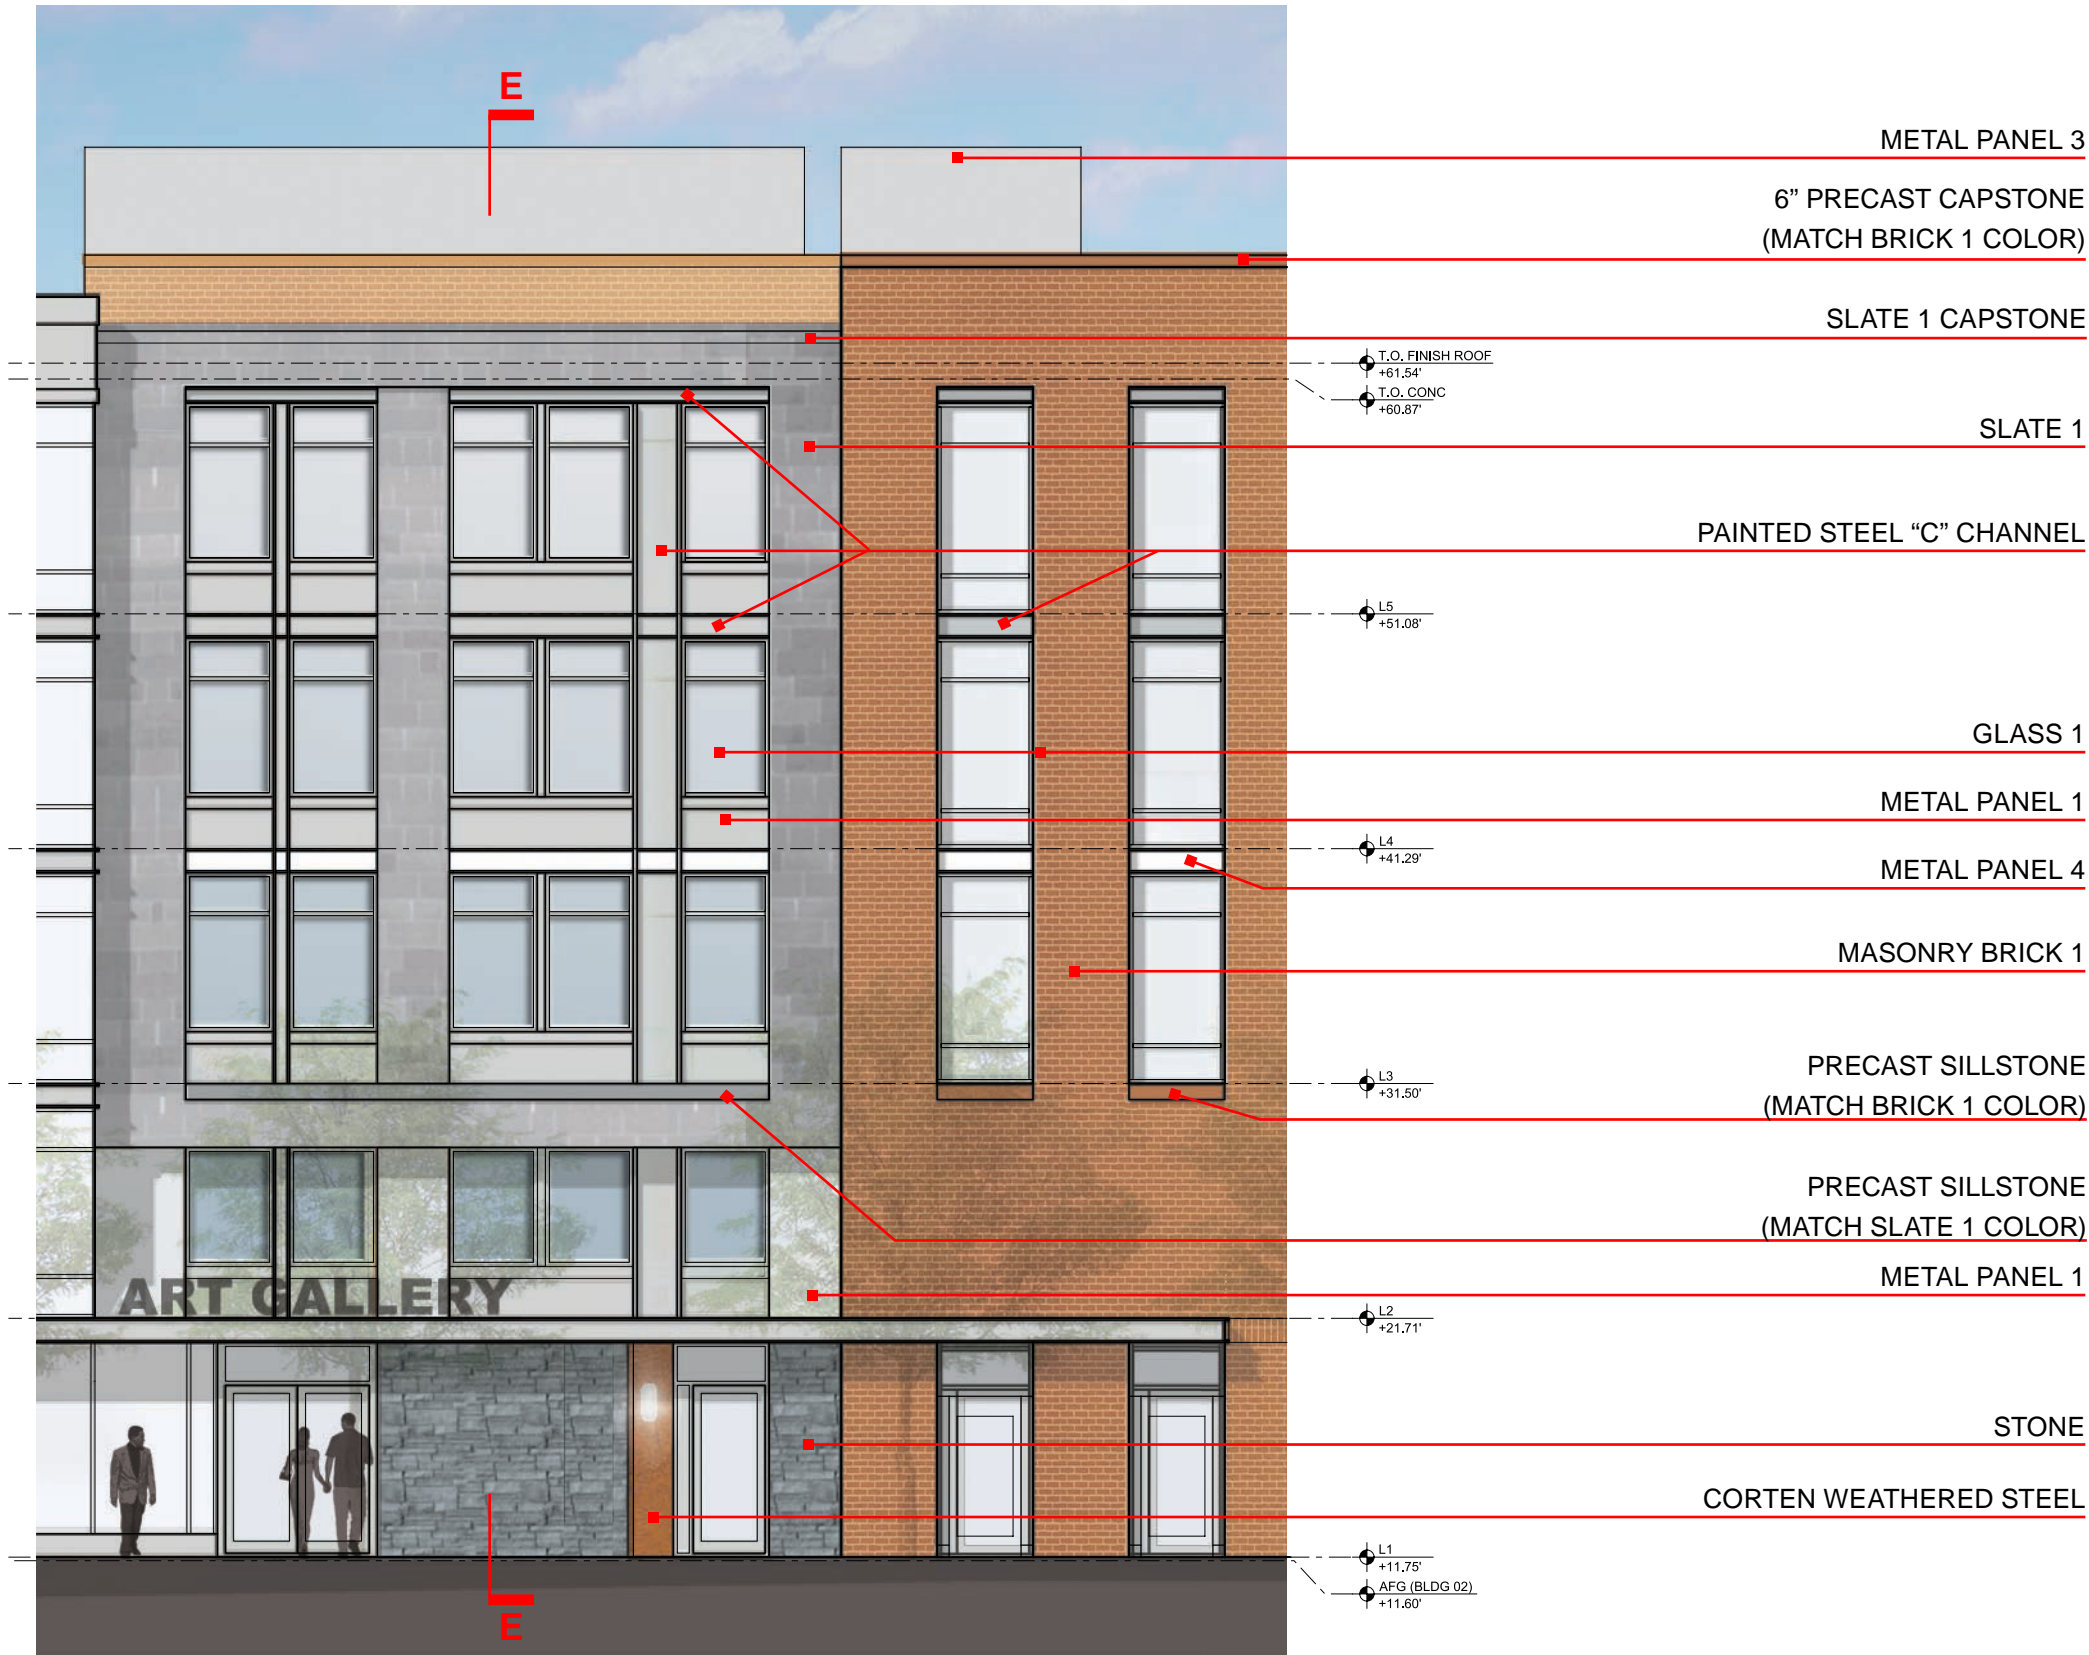 E
METAL PANEL 3
6” PRECAST CAPSTONE
(MATCH BRICK 1 COLOR)
SLATE 1 CAPSTONE
T.O. FINISH ROOF
+61.54'
T.O. CONC
+60.87'
SLATE 1
PAINTED STEEL “C” CHANNEL
L5
+51.08'
GLASS 1
METAL PANEL 1
L4
+41.29'
METAL PANEL 4
MASONRY BRICK 1
PRECAST SILLSTONE
(MATCH BRICK 1 COLOR)
L3
+31.50'
PRECAST SILLSTONE
(MATCH SLATE 1 COLOR)
METAL PANEL 1
ART GALLERY
L2
+21.71'
STONE
CORTEN WEATHERED STEEL
L1
+11.75'
AFG (BLDG 02)
+11.60'
E